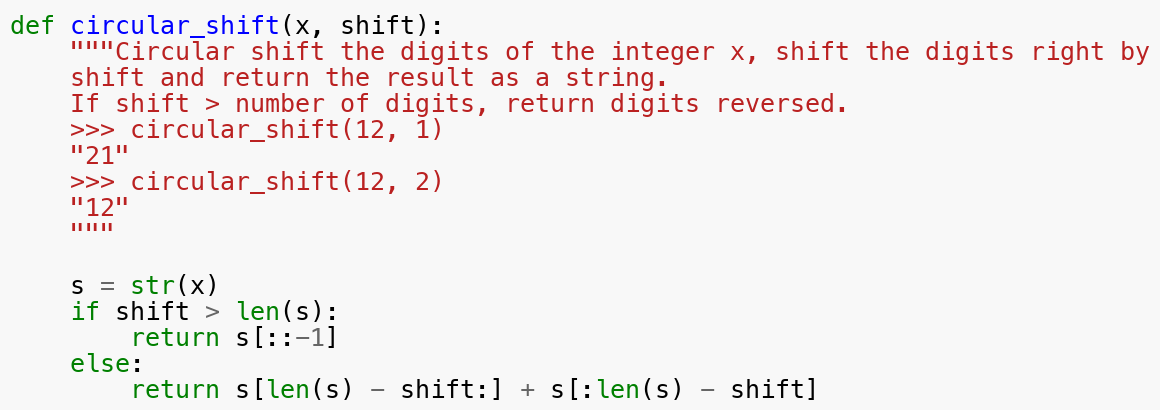 def circular_shift(x, shift):
    """Circular shift the digits of the integer x, shift the digits right by
    shift and return the result as a string.
    If shift > number of digits, return digits reversed.
    >>> circular_shift(12, 1)
    "21"
    >>> circular_shift(12, 2)
    "12"
    """
    s = str(x)
    if shift > len(s):
        return s[::-1]
    else:
        return s[len(s) - shift:] + s[:len(s) - shift]